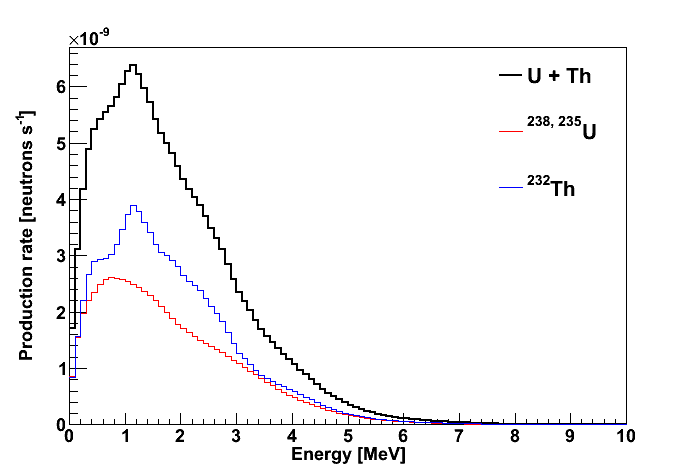 ×10⁻⁹
Production rate [neutrons s⁻¹]
6
5
4
3
2
1
0
U + Th
²³⁸, ²³⁵U
²³²Th
0 1 2 3 4 5 6 7 8 9 10
Energy [MeV]